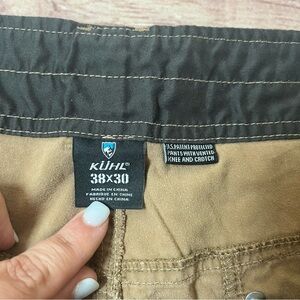 KÜHL®
38X30
MADE IN CHINA
FABRIQUÉ EN CHINE
HECHO EN CHINA
U.S. PATENT PROTECTED
PANTS WITH VENTED
KNEE AND CROTCH